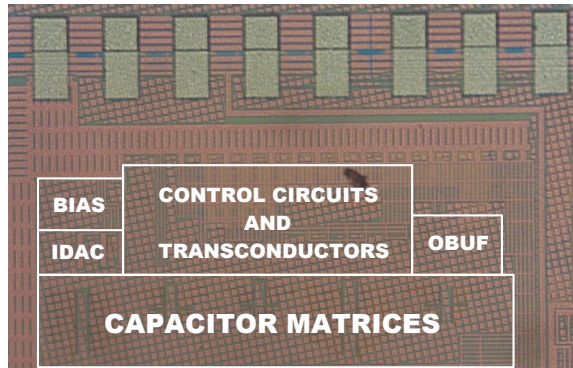 BIAS
IDAC
CONTROL CIRCUITS
AND
TRANSCONDUCTORS
OBUF
CAPACITOR MATRICES